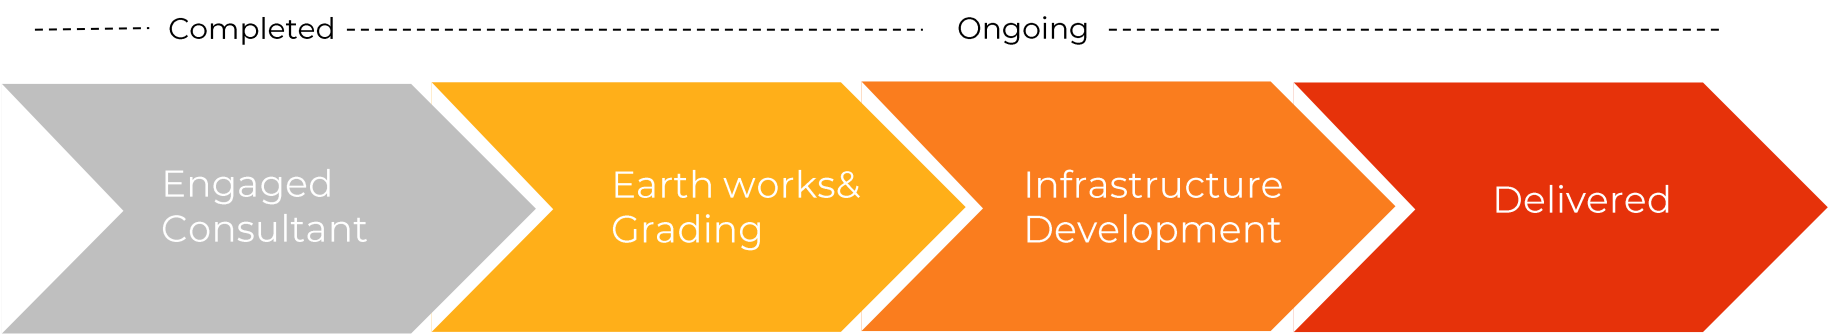 Completed
Ongoing
Engaged
Consultant
Earth works&
Grading
Infrastructure
Development
Delivered